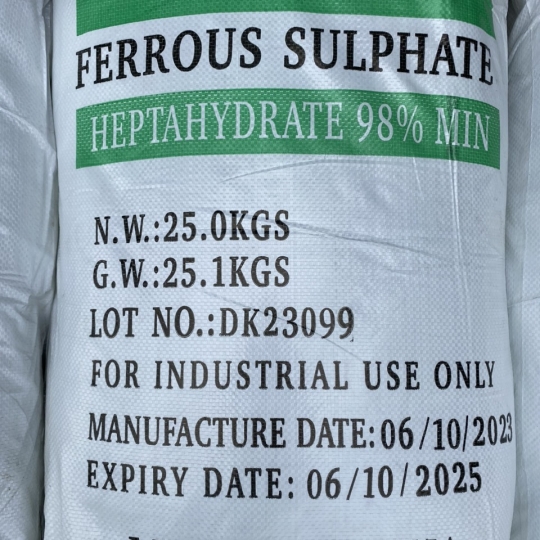 FERROUS SULPHATE
HEPTAHYDRATE 98% MIN
N.W.:25.0KGS
G.W.:25.1KGS
LOT NO.:DK23099
FOR INDUSTRIAL USE ONLY
MANUFACTURE DATE:06/10/2023
EXPIRY DATE: 06/10/2025